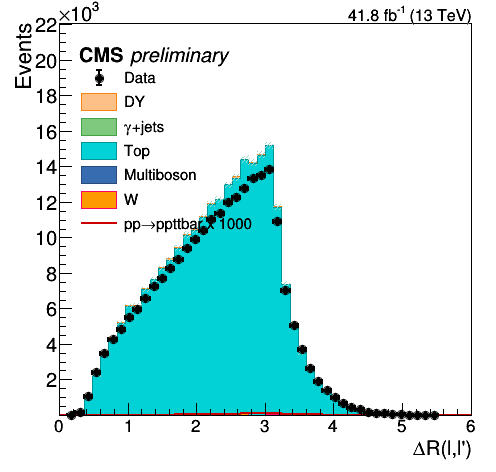 ×10³
41.8 fb⁻¹ (13 TeV)
Events
22
20
18
16
14
12
10
8
6
4
2
CMS preliminary
Data
DY
γ+jets
Top
Multiboson
W
pp→ppttbar x 1000
0 1 2 3 4 5 6
ΔR(l,l')